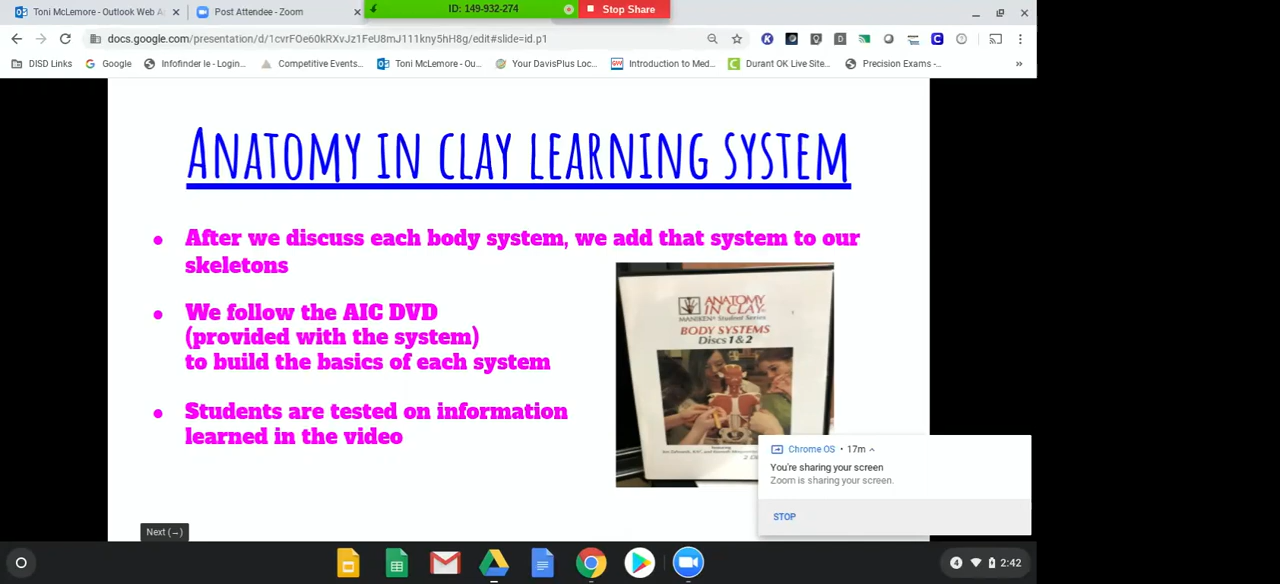 Toni McLemore - Outlook Web A
Post Attendee - Zoom
ID: 149-932-274
Stop Share
docs.google.com/presentation/d/1cvrFOe60kRXvJz1FeU8mJ111kny5hH8g/edit#slide=id.p1
DISD Links
Google
Infofinder le - Login...
Competitive Events...
Toni McLemore - Ou...
Your DavisPlus Loc...
Introduction to Med...
Durant OK Live Site...
Precision Exams -...
»
ANATOMY IN CLAY LEARNING SYSTEM
• After we discuss each body system, we add that system to our
skeletons
• We follow the AIC DVD
(provided with the system)
to build the basics of each system
• Students are tested on information
learned in the video
ANATOMY
IN CLAY
MANIKEN® Student Series
BODY SYSTEMS
Discs 1 & 2
Chrome OS • 17m
You're sharing your screen
Zoom is sharing your screen.
STOP
Next (→)
4
2:42